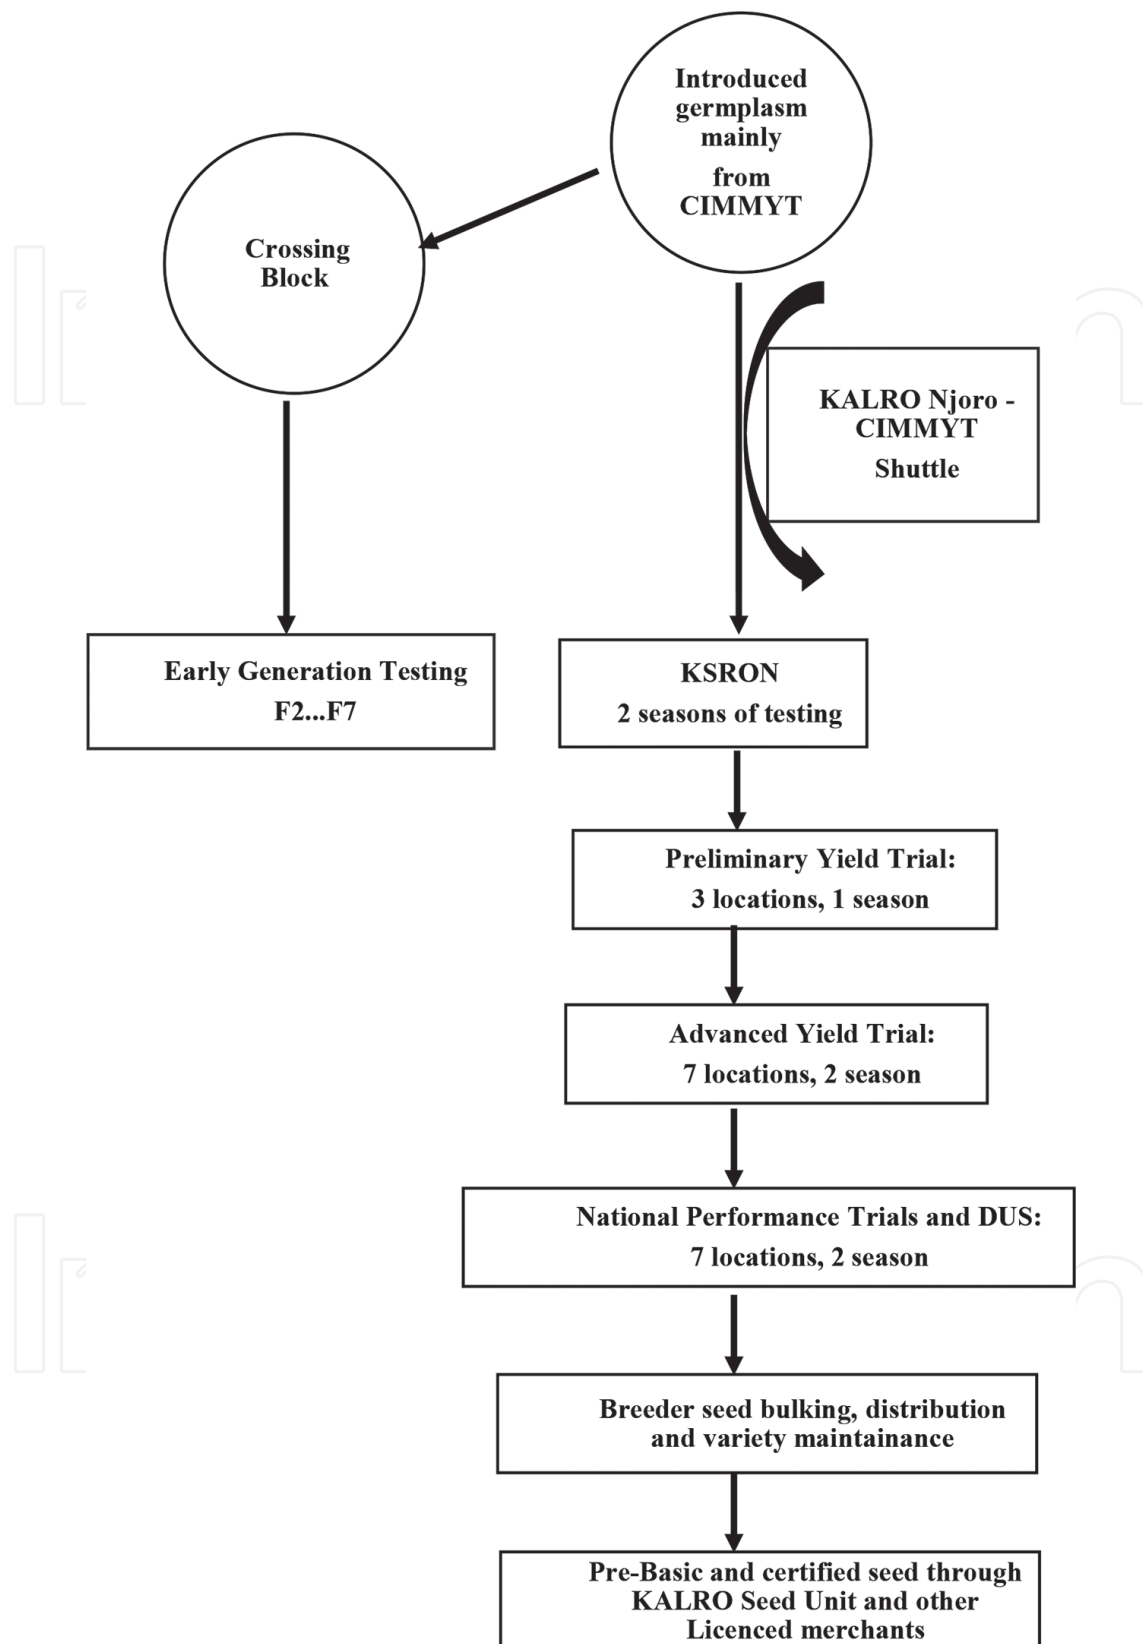 Introduced
germplasm
mainly
from
CIMMYT
Crossing
Block
KALRO Njoro -
CIMMYT
Shuttle
Early Generation Testing
F2...F7
KSRON
2 seasons of testing
Preliminary Yield Trial:
3 locations, 1 season
Advanced Yield Trial:
7 locations, 2 season
National Performance Trials and DUS:
7 locations, 2 season
Breeder seed bulking, distribution
and variety maintainance
Pre-Basic and certified seed through
KALRO Seed Unit and other
Licenced merchants